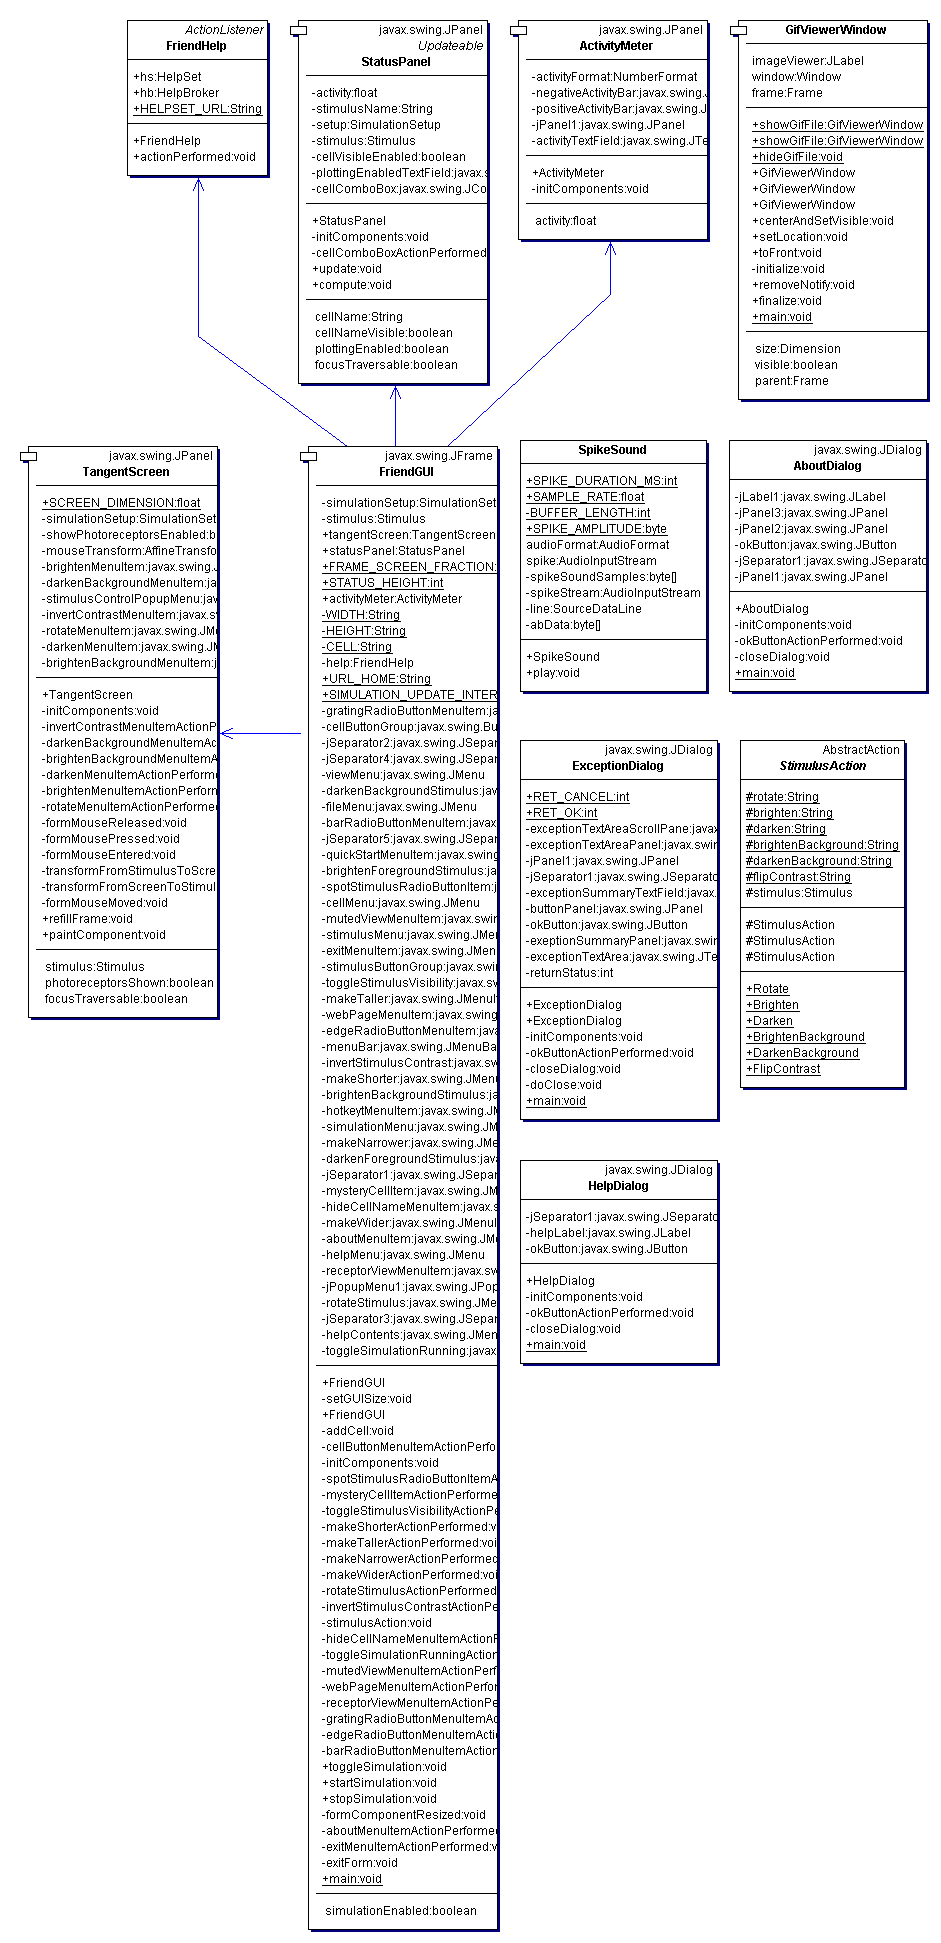 ActionListener
FriendHelp
+hs:HelpSet
+hb:HelpBroker
+HELPSET_URL:String
+FriendHelp
+actionPerformed:void
javax.swing.JPanel
Updateable
StatusPanel
-activity:float
-stimulusName:String
-setup:SimulationSetup
-stimulus:Stimulus
-cellVisibleEnabled:boolean
-plottingEnabledTextField:javax.s
-cellComboBox:javax.swing.JCo
+StatusPanel
-initComponents:void
-cellComboBoxActionPerformed
+update:void
+compute:void
cellName:String
cellNameVisible:boolean
plottingEnabled:boolean
focusTraversable:boolean
javax.swing.JPanel
ActivityMeter
-activityFormat:NumberFormat
-negativeActivityBar:javax.swing.J
-positiveActivityBar:javax.swing.J
-jPanel1:javax.swing.JPanel
-activityTextField:javax.swing.JTe
+ActivityMeter
-initComponents:void
activity:float
GifViewerWindow
imageViewer:JLabel
window:Window
frame:Frame
+showGifFile:GifViewerWindow
+showGifFile:GifViewerWindow
+hideGifFile:void
+GifViewerWindow
+GifViewerWindow
+GifViewerWindow
+centerAndSetVisible:void
+setLocation:void
+toFront:void
-initialize:void
+removeNotify:void
+finalize:void
+main:void
size:Dimension
visible:boolean
parent:Frame
javax.swing.JPanel
TangentScreen
+SCREEN_DIMENSION:float
-simulationSetup:SimulationSet
-showPhotoreceptorsEnabled:b
-mouseTransform:AffineTransfo
-brightenMenuItem:javax.swing.J
-darkenBackgroundMenuItem:ja
-stimulusControlPopupMenu:jav
-invertContrastMenuItem:javax.s
-rotateMenuItem:javax.swing.JM
-darkenMenuItem:javax.swing.JM
-brightenBackgroundMenuItem:j
+TangentScreen
-initComponents:void
-invertContrastMenuItemActionP
-darkenBackgroundMenuItemAc
-brightenBackgroundMenuItemA
-darkenMenuItemActionPerform
-brightenMenuItemActionPerform
-rotateMenuItemActionPerformed
-formMouseReleased:void
-formMousePressed:void
-formMouseEntered:void
-transformFromStimulusToScre
-transformFromScreenToStimul
-formMouseMoved:void
+refillFrame:void
+paintComponent:void
stimulus:Stimulus
photoreceptorsShown:boolean
focusTraversable:boolean
javax.swing.JFrame
FriendGUI
-simulationSetup:SimulationSet
-stimulus:Stimulus
+tangentScreen:TangentScreen
+statusPanel:StatusPanel
+FRAME_SCREEN_FRACTION:
+STATUS_HEIGHT:int
+activityMeter:ActivityMeter
-WIDTH:String
-HEIGHT:String
-CELL:String
-help:FriendHelp
+URL_HOME:String
+SIMULATION_UPDATE_INTER
-gratingRadioButtonMenuItem:ja
-cellButtonGroup:javax.swing.Bu
-jSeparator2:javax.swing.JSepar
-jSeparator4:javax.swing.JSepar
-viewMenu:javax.swing.JMenu
-darkenBackgroundStimulus:jav
-fileMenu:javax.swing.JMenu
-barRadioButtonMenuItem:javax
-jSeparator5:javax.swing.JSepar
-quickStartMenuItem:javax.swing
-brightenForegroundStimulus:ja
-spotStimulusRadioButtonItem:j
-cellMenu:javax.swing.JMenu
-mutedViewMenuItem:javax.swin
-stimulusMenu:javax.swing.JMe
-exitMenuItem:javax.swing.JMen
-stimulusButtonGroup:javax.swi
-toggleStimulusVisibility:javax.s
-makeTaller:javax.swing.JMenuI
-webPageMenuItem:javax.swing
-edgeRadioButtonMenuItem:java
-menuBar:javax.swing.JMenuBa
-invertStimulusContrast:javax.sw
-makeShorter:javax.swing.JMenu
-brightenBackgroundStimulus:ja
-hotkeytMenuItem:javax.swing.JM
-simulationMenu:javax.swing.JM
-makeNarrower:javax.swing.JMe
-darkenForegroundStimulus:jav
-jSeparator1:javax.swing.JSepar
-mysteryCellItem:javax.swing.JM
-hideCellNameMenuItem:javax.s
-makeWider:javax.swing.JMenuI
-aboutMenuItem:javax.swing.JMe
-helpMenu:javax.swing.JMenu
-receptorViewMenuItem:javax.sw
-jPopupMenu1:javax.swing.JPop
-rotateStimulus:javax.swing.JMe
-jSeparator3:javax.swing.JSepar
-helpContents:javax.swing.JMen
-toggleSimulationRunning:javax
+FriendGUI
-setGUISize:void
+FriendGUI
-addCell:void
-cellButtonMenuItemActionPerfo
-initComponents:void
-spotStimulusRadioButtonItemA
-mysteryCellItemActionPerforme
-toggleStimulusVisibilityActionPe
-makeShorterActionPerformed:v
-makeTallerActionPerformed:voi
-makeNarrowerActionPerformed
-makeWiderActionPerformed:voi
-rotateStimulusActionPerformed
-invertStimulusContrastActionPe
-stimulusAction:void
-hideCellNameMenuItemActionP
-toggleSimulationRunningAction
-mutedViewMenuItemActionPerf
-webPageMenuItemActionPerfor
-receptorViewMenuItemActionPe
-gratingRadioButtonMenuItemAc
-edgeRadioButtonMenuItemActi
-barRadioButtonMenuItemAction
+toggleSimulation:void
+startSimulation:void
+stopSimulation:void
-formComponentResized:void
-aboutMenuItemActionPerformed
-exitMenuItemActionPerformed:v
-exitForm:void
+main:void
simulationEnabled:boolean
SpikeSound
+SPIKE_DURATION_MS:int
+SAMPLE_RATE:float
-BUFFER_LENGTH:int
+SPIKE_AMPLITUDE:byte
audioFormat:AudioFormat
spike:AudioInputStream
-spikeSoundSamples:byte[]
-spikeStream:AudioInputStream
-line:SourceDataLine
-abData:byte[]
+SpikeSound
+play:void
javax.swing.JDialog
AboutDialog
-jLabel1:javax.swing.JLabel
-jPanel3:javax.swing.JPanel
-jPanel2:javax.swing.JPanel
-okButton:javax.swing.JButton
-jSeparator1:javax.swing.JSeparato
-jPanel1:javax.swing.JPanel
+AboutDialog
-initComponents:void
-okButtonActionPerformed:void
-closeDialog:void
+main:void
javax.swing.JDialog
ExceptionDialog
+RET_CANCEL:int
+RET_OK:int
-exceptionTextAreaScrollPane:javax
-exceptionTextAreaPanel:javax.swin
-jPanel1:javax.swing.JPanel
-jSeparator1:javax.swing.JSeparato
-exceptionSummaryTextField:javax.
-buttonPanel:javax.swing.JPanel
-okButton:javax.swing.JButton
-exeptionSummaryPanel:javax.swin
-exceptionTextArea:javax.swing.JTe
-returnStatus:int
+ExceptionDialog
+ExceptionDialog
-initComponents:void
-okButtonActionPerformed:void
-closeDialog:void
-doClose:void
+main:void
AbstractAction
StimulusAction
#rotate:String
#brighten:String
#darken:String
#brightenBackground:String
#darkenBackground:String
#flipContrast:String
#stimulus:Stimulus
#StimulusAction
#StimulusAction
#StimulusAction
+Rotate
+Brighten
+Darken
+BrightenBackground
+DarkenBackground
+FlipContrast
javax.swing.JDialog
HelpDialog
-jSeparator1:javax.swing.JSeparato
-helpLabel:javax.swing.JLabel
-okButton:javax.swing.JButton
+HelpDialog
-initComponents:void
-okButtonActionPerformed:void
-closeDialog:void
+main:void